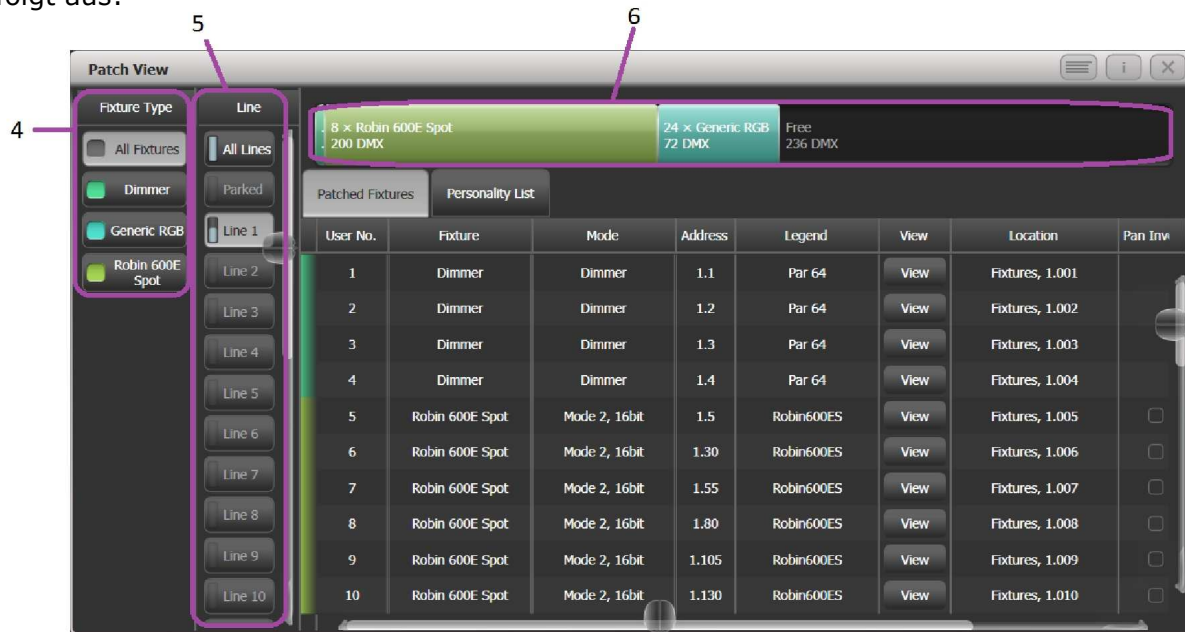 folgt aus:
5
6
4
Patch View
i
Fixture Type
All Fixtures
Dimmer
Generic RGB
Robin 600E
Spot
Line
All Lines
Parked
Line 1
Line 2
Line 3
Line 4
Line 5
Line 6
Line 7
Line 8
Line 9
Line 10
8 × Robin 600E Spot
200 DMX
24 × Generic RGB
72 DMX
Free
236 DMX
Patched Fixtures Personality List
User No. Fixture Mode Address Legend View Location Pan Inv
1 Dimmer Dimmer 1.1 Par 64 View Fixtures, 1.001
2 Dimmer Dimmer 1.2 Par 64 View Fixtures, 1.002
3 Dimmer Dimmer 1.3 Par 64 View Fixtures, 1.003
4 Dimmer Dimmer 1.4 Par 64 View Fixtures, 1.004
5 Robin 600E Spot Mode 2, 16bit 1.5 Robin600ES View Fixtures, 1.005
6 Robin 600E Spot Mode 2, 16bit 1.30 Robin600ES View Fixtures, 1.006
7 Robin 600E Spot Mode 2, 16bit 1.55 Robin600ES View Fixtures, 1.007
8 Robin 600E Spot Mode 2, 16bit 1.80 Robin600ES View Fixtures, 1.008
9 Robin 600E Spot Mode 2, 16bit 1.105 Robin600ES View Fixtures, 1.009
10 Robin 600E Spot Mode 2, 16bit 1.130 Robin600ES View Fixtures, 1.010